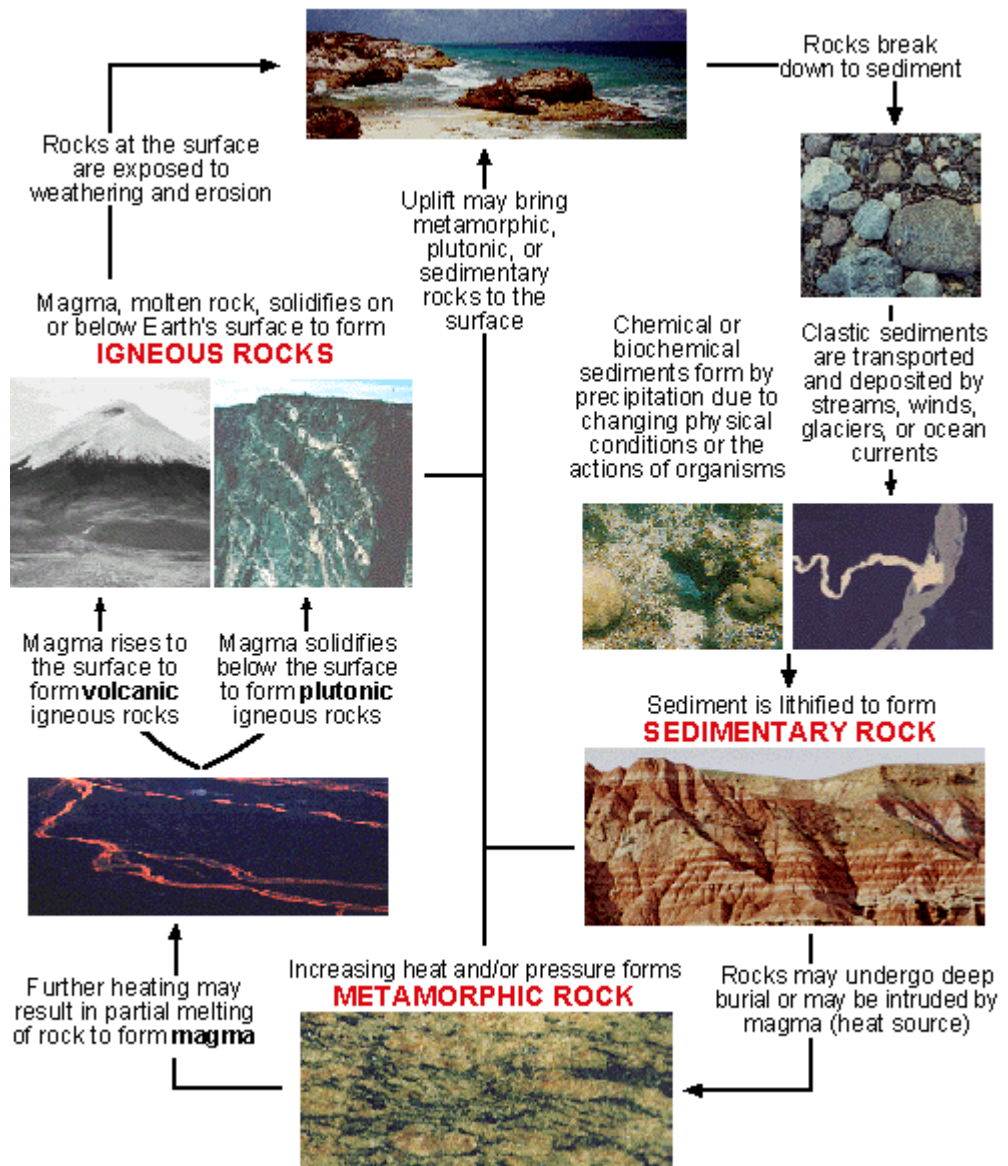 Rocks break
down to sediment
Rocks at the surface
are exposed to
weathering and erosion
Uplift may bring
metamorphic,
plutonic, or
sedimentary
rocks to the
surface
Magma, molten rock, solidifies on
or below Earth's surface to form
IGNEOUS ROCKS
Chemical or
biochemical
sediments form by
precipitation due to
changing physical
conditions or the
actions of organisms
Clastic sediments
are transported
and deposited by
streams, winds,
glaciers, or ocean
currents
Magma rises to
the surface to
form volcanic
igneous rocks
Magma solidifies
below the surface
to form plutonic
igneous rocks
Sediment is lithified to form
SEDIMENTARY ROCK
Further heating may
result in partial melting
of rock to form magma
Increasing heat and/or pressure forms
METAMORPHIC ROCK
Rocks may undergo deep
burial or may be intruded by
magma (heat source)